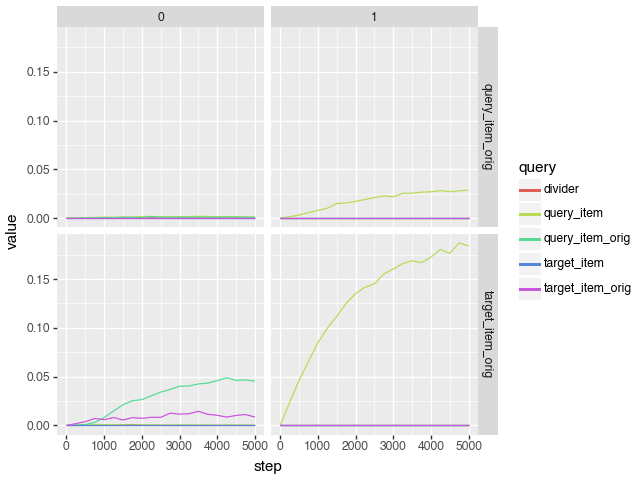 0 1
0.15
0.10
0.05
0.00
query_item_orig
value
0.15
0.10
0.05
0.00
target_item_orig
0 1000 2000 3000 4000 5000 0 1000 2000 3000 4000 5000
step
query
divider
query_item
query_item_orig
target_item
target_item_orig